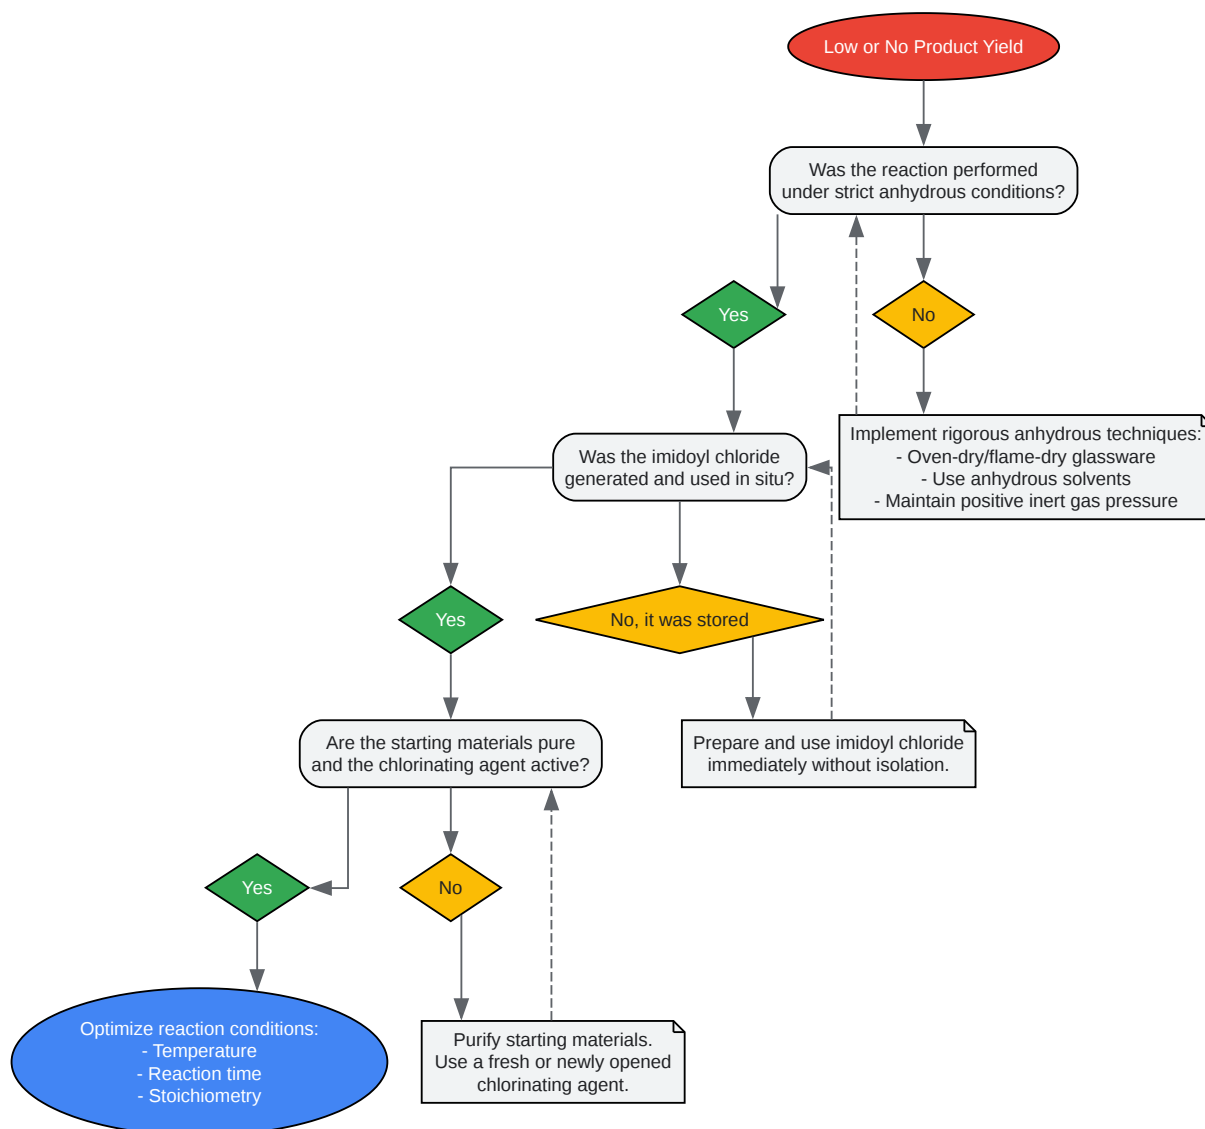 Low or No Product Yield
Was the reaction performed
under strict anhydrous conditions?
Yes
No
Implement rigorous anhydrous techniques:
- Oven-dry/flame-dry glassware
- Use anhydrous solvents
- Maintain positive inert gas pressure
Was the imidoyl chloride
generated and used in situ?
Yes
No, it was stored
Prepare and use imidoyl chloride
immediately without isolation.
Are the starting materials pure
and the chlorinating agent active?
Yes
No
Optimize reaction conditions:
- Temperature
- Reaction time
- Stoichiometry
Purify starting materials.
Use a fresh or newly opened
chlorinating agent.